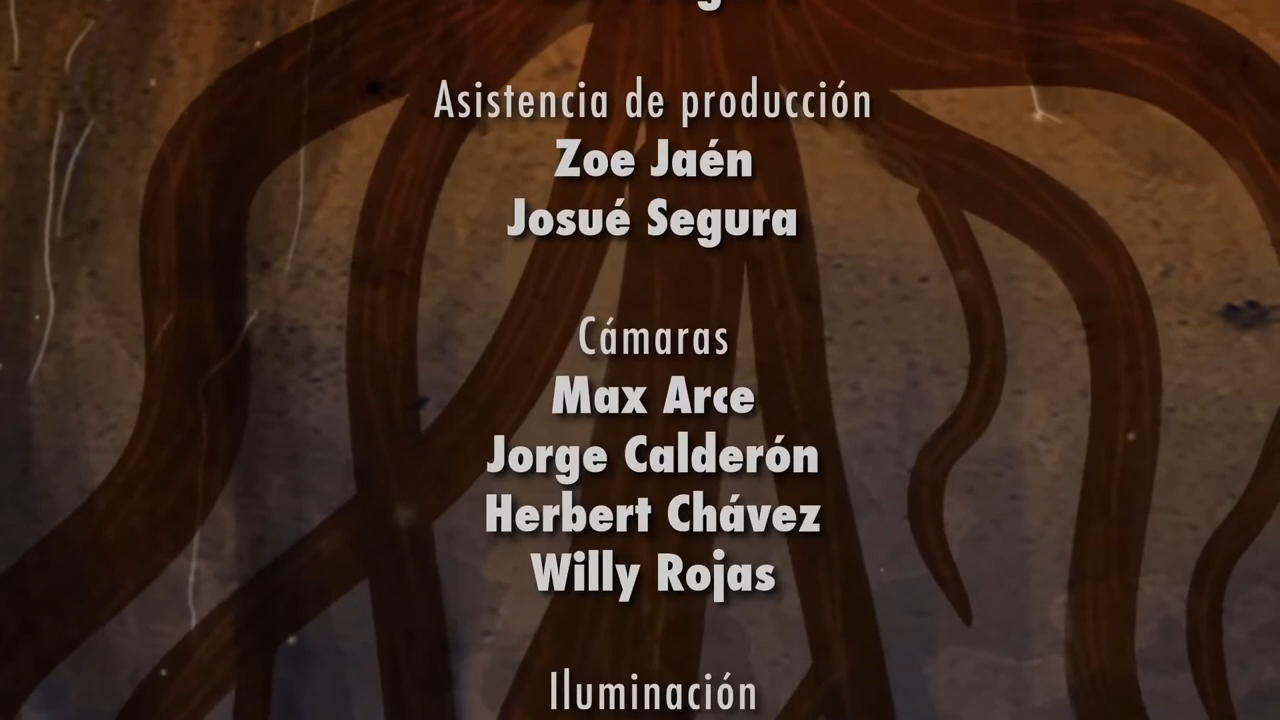 Asistencia de producción
Zoe Jaén
Josué Segura
Cámaras
Max Arce
Jorge Calderón
Herbert Chávez
Willy Rojas
Iluminación